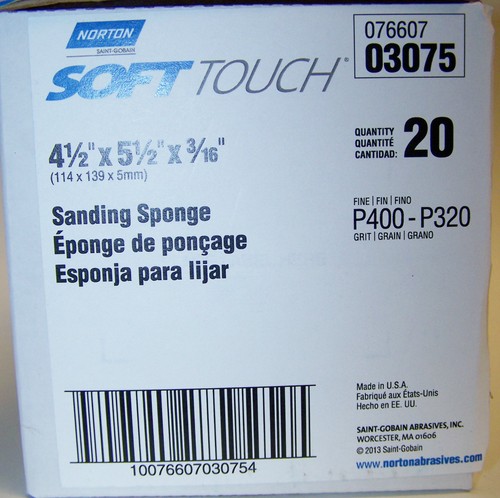 NORTON
SAINT-GOBAIN
SOFT TOUCH®
076607
03075
4½" x 5½" x 3/16"
(114 x 139 x 5mm)
QUANTITY
QUANTITÉ
CANTIDAD: 20
Sanding Sponge
Éponge de ponçage
Esponja para lijar
FINE | FIN | FINO
P400 - P320
GRIT | GRAIN | GRANO
10076607030754
Made in U.S.A.
Fabriqué aux États-Unis
Hecho en EE. UU.
SAINT-GOBAIN ABRASIVES, INC.
WORCESTER, MA 01606
© 2013 Saint-Gobain
www.nortonabrasives.com